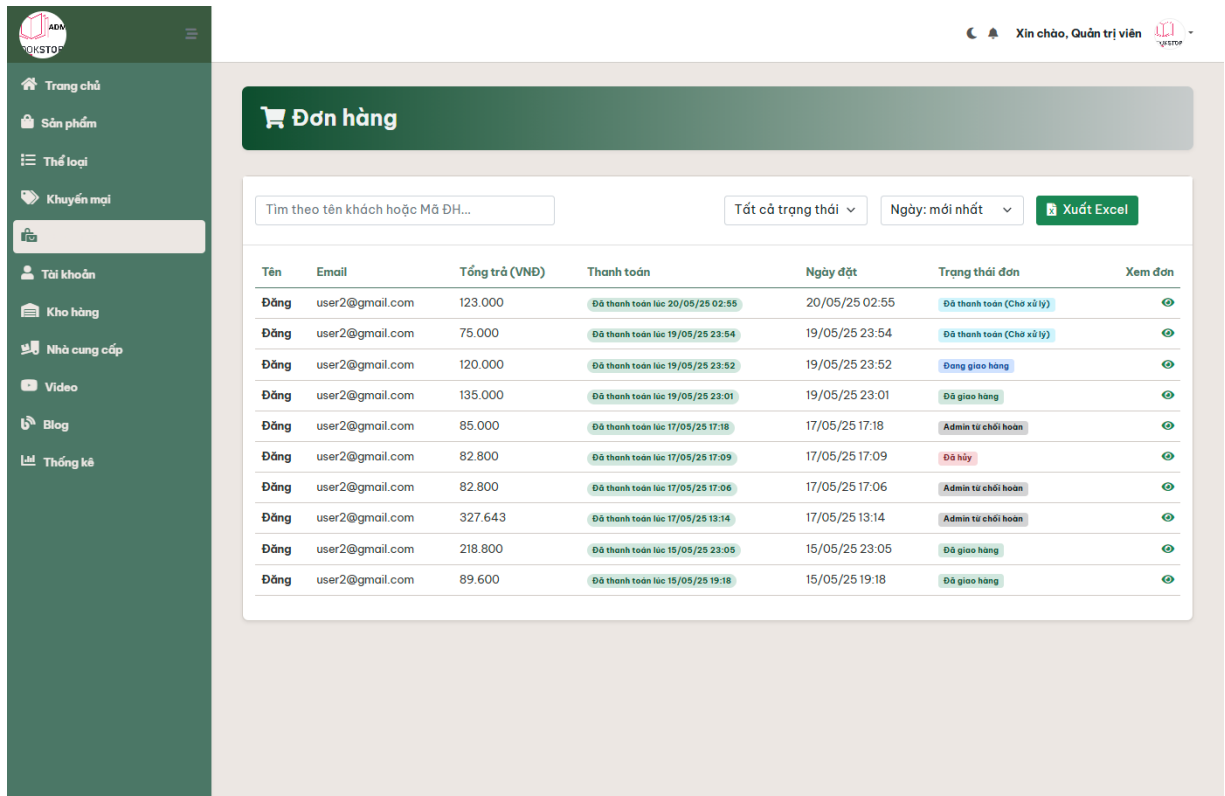 ADM
OOKSTOP
Xin chào, Quản trị viên
Trang chủ
Sản phẩm
Thể loại
Khuyến mại
Tài khoản
Kho hàng
Nhà cung cấp
Video
Blog
Thống kê
Đơn hàng
Tìm theo tên khách hoặc Mã ĐH...
Tất cả trạng thái
Ngày: mới nhất
Xuất Excel
Tên Email Tổng trả (VNĐ) Thanh toán Ngày đặt Trạng thái đơn Xem đơn
Đăng user2@gmail.com 123.000 Đã thanh toán lúc 20/05/25 02:55 20/05/25 02:55 Đã thanh toán (Chờ xử lý)
Đăng user2@gmail.com 75.000 Đã thanh toán lúc 19/05/25 23:54 19/05/25 23:54 Đã thanh toán (Chờ xử lý)
Đăng user2@gmail.com 120.000 Đã thanh toán lúc 19/05/25 23:52 19/05/25 23:52 Đang giao hàng
Đăng user2@gmail.com 135.000 Đã thanh toán lúc 19/05/25 23:01 19/05/25 23:01 Đã giao hàng
Đăng user2@gmail.com 85.000 Đã thanh toán lúc 17/05/25 17:18 17/05/25 17:18 Admin từ chối hoàn
Đăng user2@gmail.com 82.800 Đã thanh toán lúc 17/05/25 17:09 17/05/25 17:09 Đã hủy
Đăng user2@gmail.com 82.800 Đã thanh toán lúc 17/05/25 17:06 17/05/25 17:06 Admin từ chối hoàn
Đăng user2@gmail.com 327.643 Đã thanh toán lúc 17/05/25 13:14 17/05/25 13:14 Admin từ chối hoàn
Đăng user2@gmail.com 218.800 Đã thanh toán lúc 15/05/25 23:05 15/05/25 23:05 Đã giao hàng
Đăng user2@gmail.com 89.600 Đã thanh toán lúc 15/05/25 19:18 15/05/25 19:18 Đã giao hàng